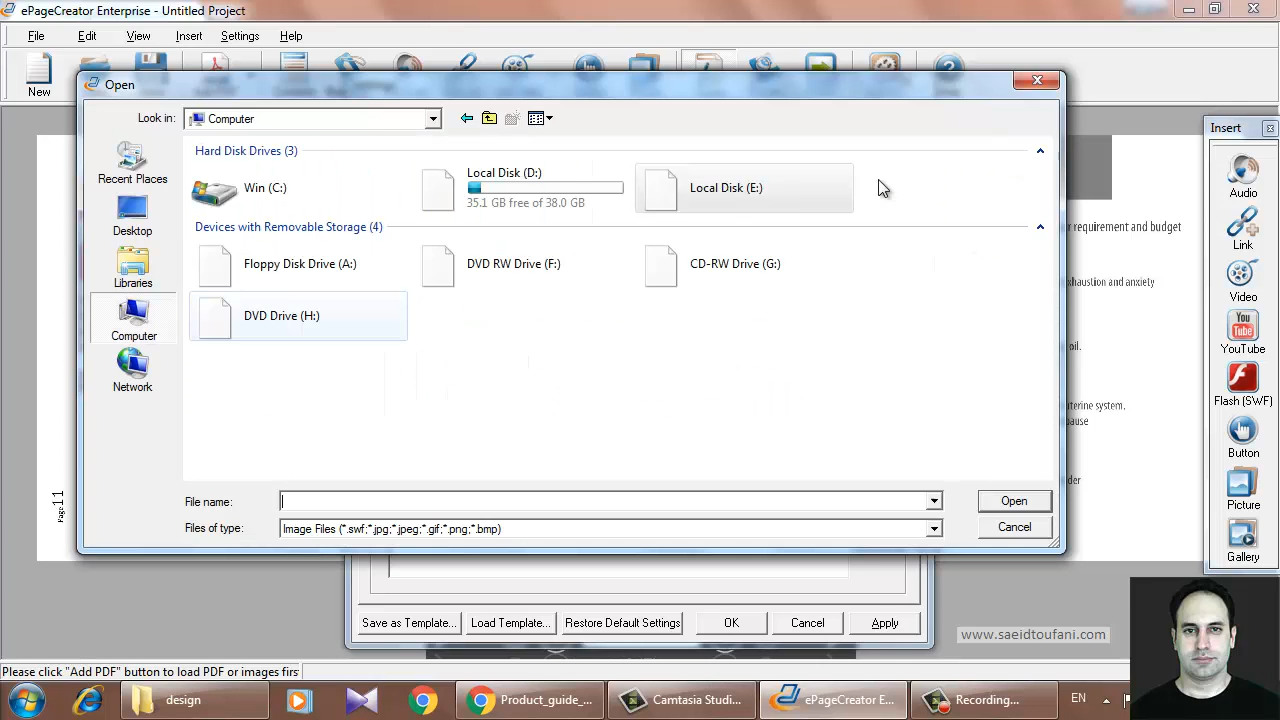 ePageCreator Enterprise - Untitled Project
File Edit View Insert Settings Help
New
Open
Look in: Computer
Recent Places
Desktop
Libraries
Computer
Network
Hard Disk Drives (3)
Win (C:)
Local Disk (D:)
35.1 GB free of 38.0 GB
Local Disk (E:)
Devices with Removable Storage (4)
Floppy Disk Drive (A:)
DVD RW Drive (F:)
CD-RW Drive (G:)
DVD Drive (H:)
File name:
Open
Files of type: Image Files (*.swf;*.jpg;*.jpeg;*.gif;*.png;*.bmp)
Cancel
Insert
Audio
Link
Video
You Tube
YouTube
Flash (SWF)
Button
Picture
Gallery
r requirement and budget
khaustion and anxiety
oil.
uterine system.
pause
der
Page 11
Save as Template... Load Template... Restore Default Settings OK Cancel Apply
www.saeidtoufani.com
Please click "Add PDF" button to load PDF or images firs
design
Product_guide_...
Camtasia Studi...
ePageCreator E...
Recording...
EN